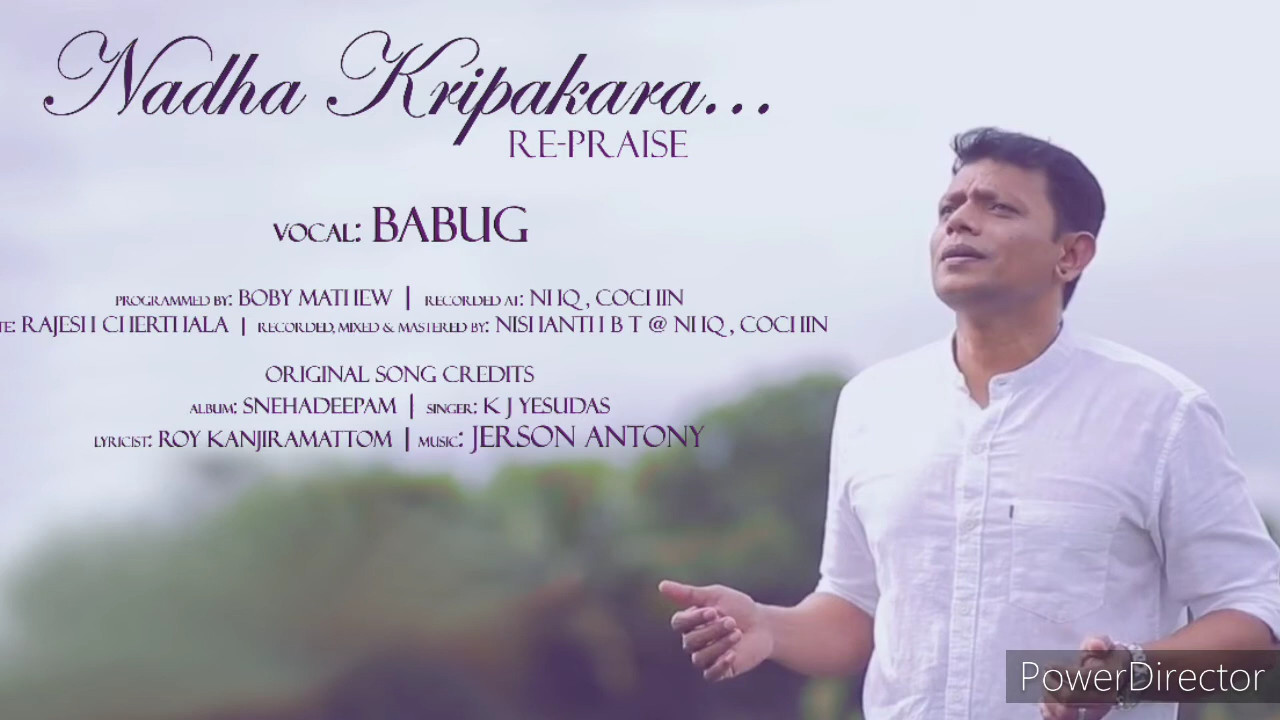 Nadha Kripakara...
RE-PRAISE
VOCAL: BABUG
PROGRAMMED BY: BOBY MATHEW | RECORDED AT: NHQ , COCHIN
TE: RAJESH CHERTHALA | RECORDED, MIXED & MASTERED BY: NISHANTH B T @ NHQ , COCHIN
ORIGINAL SONG CREDITS
ALBUM: SNEHADEEPAM | SINGER: K J YESUDAS
LYRICIST: ROY KANJIRAMATTOM | MUSIC: JERSON ANTONY
PowerDirector